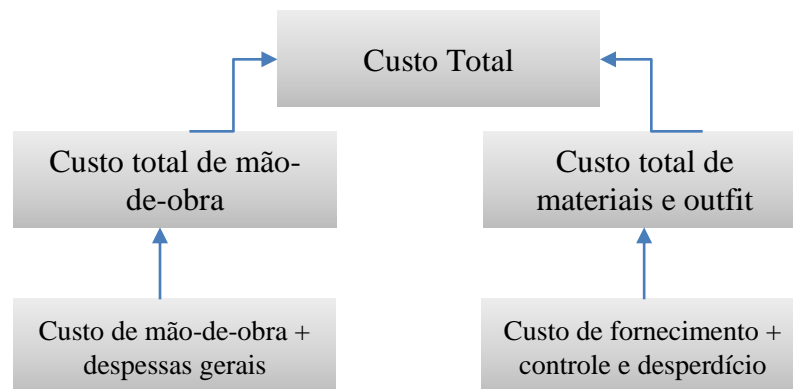 Custo Total
Custo total de mão-
de-obra
Custo total de
materiais e outfit
Custo de mão-de-obra +
despessas gerais
Custo de fornecimento +
controle e desperdício